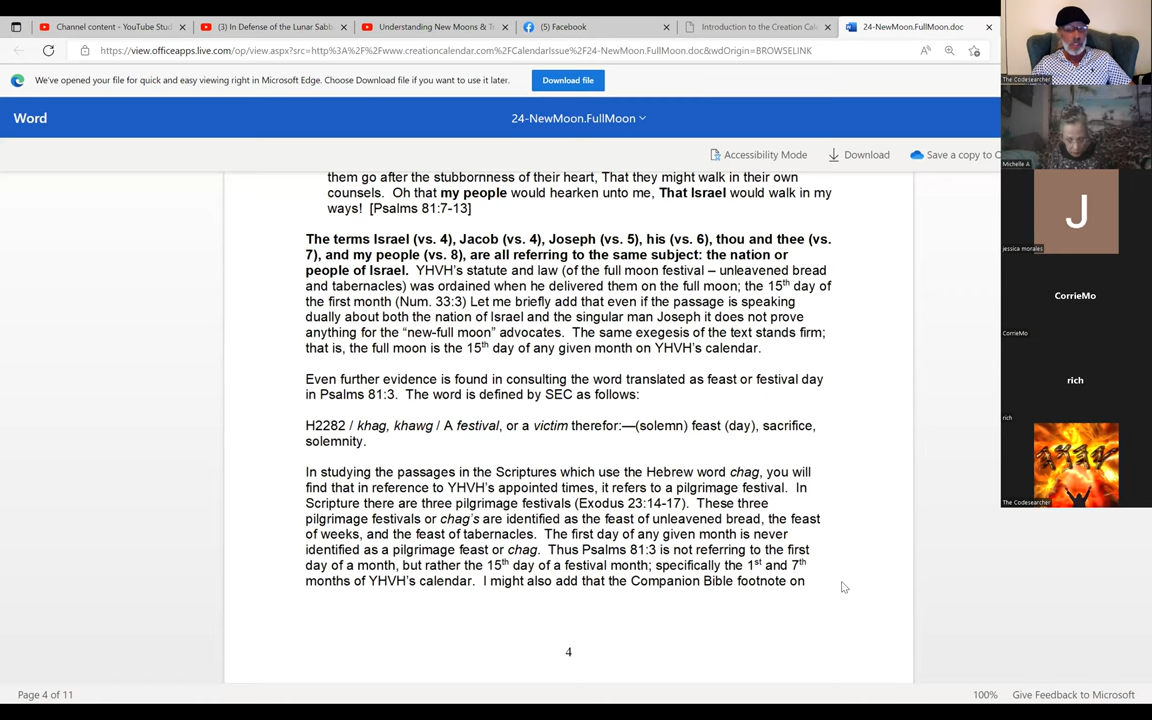 Channel content - YouTube Stud
(3) In Defense of the Lunar Sabb
Understanding New Moons & T
(5) Facebook
Introduction to the Creation Cal
24-NewMoon.FullMoon.doc
https://view.officeapps.live.com/op/view.aspx?src=http%3A%2F%2Fwww.creationcalendar.com%2FCalendarIssue%2F24-NewMoon.FullMoon.doc&wdOrigin=BROWSELINK
We've opened your file for quick and easy viewing right in Microsoft Edge. Choose Download file if you want to use it later.
Download file
Word
24-NewMoon.FullMoon
Accessibility Mode
Download
Save a copy to O
them go after the stubbornness of their heart, That they might walk in their own
counsels. Oh that my people would hearken unto me, That Israel would walk in my
ways! [Psalms 81:7-13]
The terms Israel (vs. 4), Jacob (vs. 4), Joseph (vs. 5), his (vs. 6), thou and thee (vs.
7), and my people (vs. 8), are all referring to the same subject: the nation or
people of Israel. YHVH's statute and law (of the full moon festival – unleavened bread
and tabernacles) was ordained when he delivered them on the full moon; the 15th day of
the first month (Num. 33:3) Let me briefly add that even if the passage is speaking
dually about both the nation of Israel and the singular man Joseph it does not prove
anything for the "new-full moon" advocates. The same exegesis of the text stands firm;
that is, the full moon is the 15th day of any given month on YHVH's calendar.
Even further evidence is found in consulting the word translated as feast or festival day
in Psalms 81:3. The word is defined by SEC as follows:
H2282 / khag, khawg / A festival, or a victim therefor:—(solemn) feast (day), sacrifice,
solemnity.
In studying the passages in the Scriptures which use the Hebrew word chag, you will
find that in reference to YHVH's appointed times, it refers to a pilgrimage festival. In
Scripture there are three pilgrimage festivals (Exodus 23:14-17). These three
pilgrimage festivals or chag's are identified as the feast of unleavened bread, the feast
of weeks, and the feast of tabernacles. The first day of any given month is never
identified as a pilgrimage feast or chag. Thus Psalms 81:3 is not referring to the first
day of a month, but rather the 15th day of a festival month; specifically the 1st and 7th
months of YHVH's calendar. I might also add that the Companion Bible footnote on
4
Page 4 of 11
100%
Give Feedback to Microsoft
The Codesearcher
Michelle A
J
jessica morales
CorrieMo
CorrieMo
rich
rich
The Codesearcher